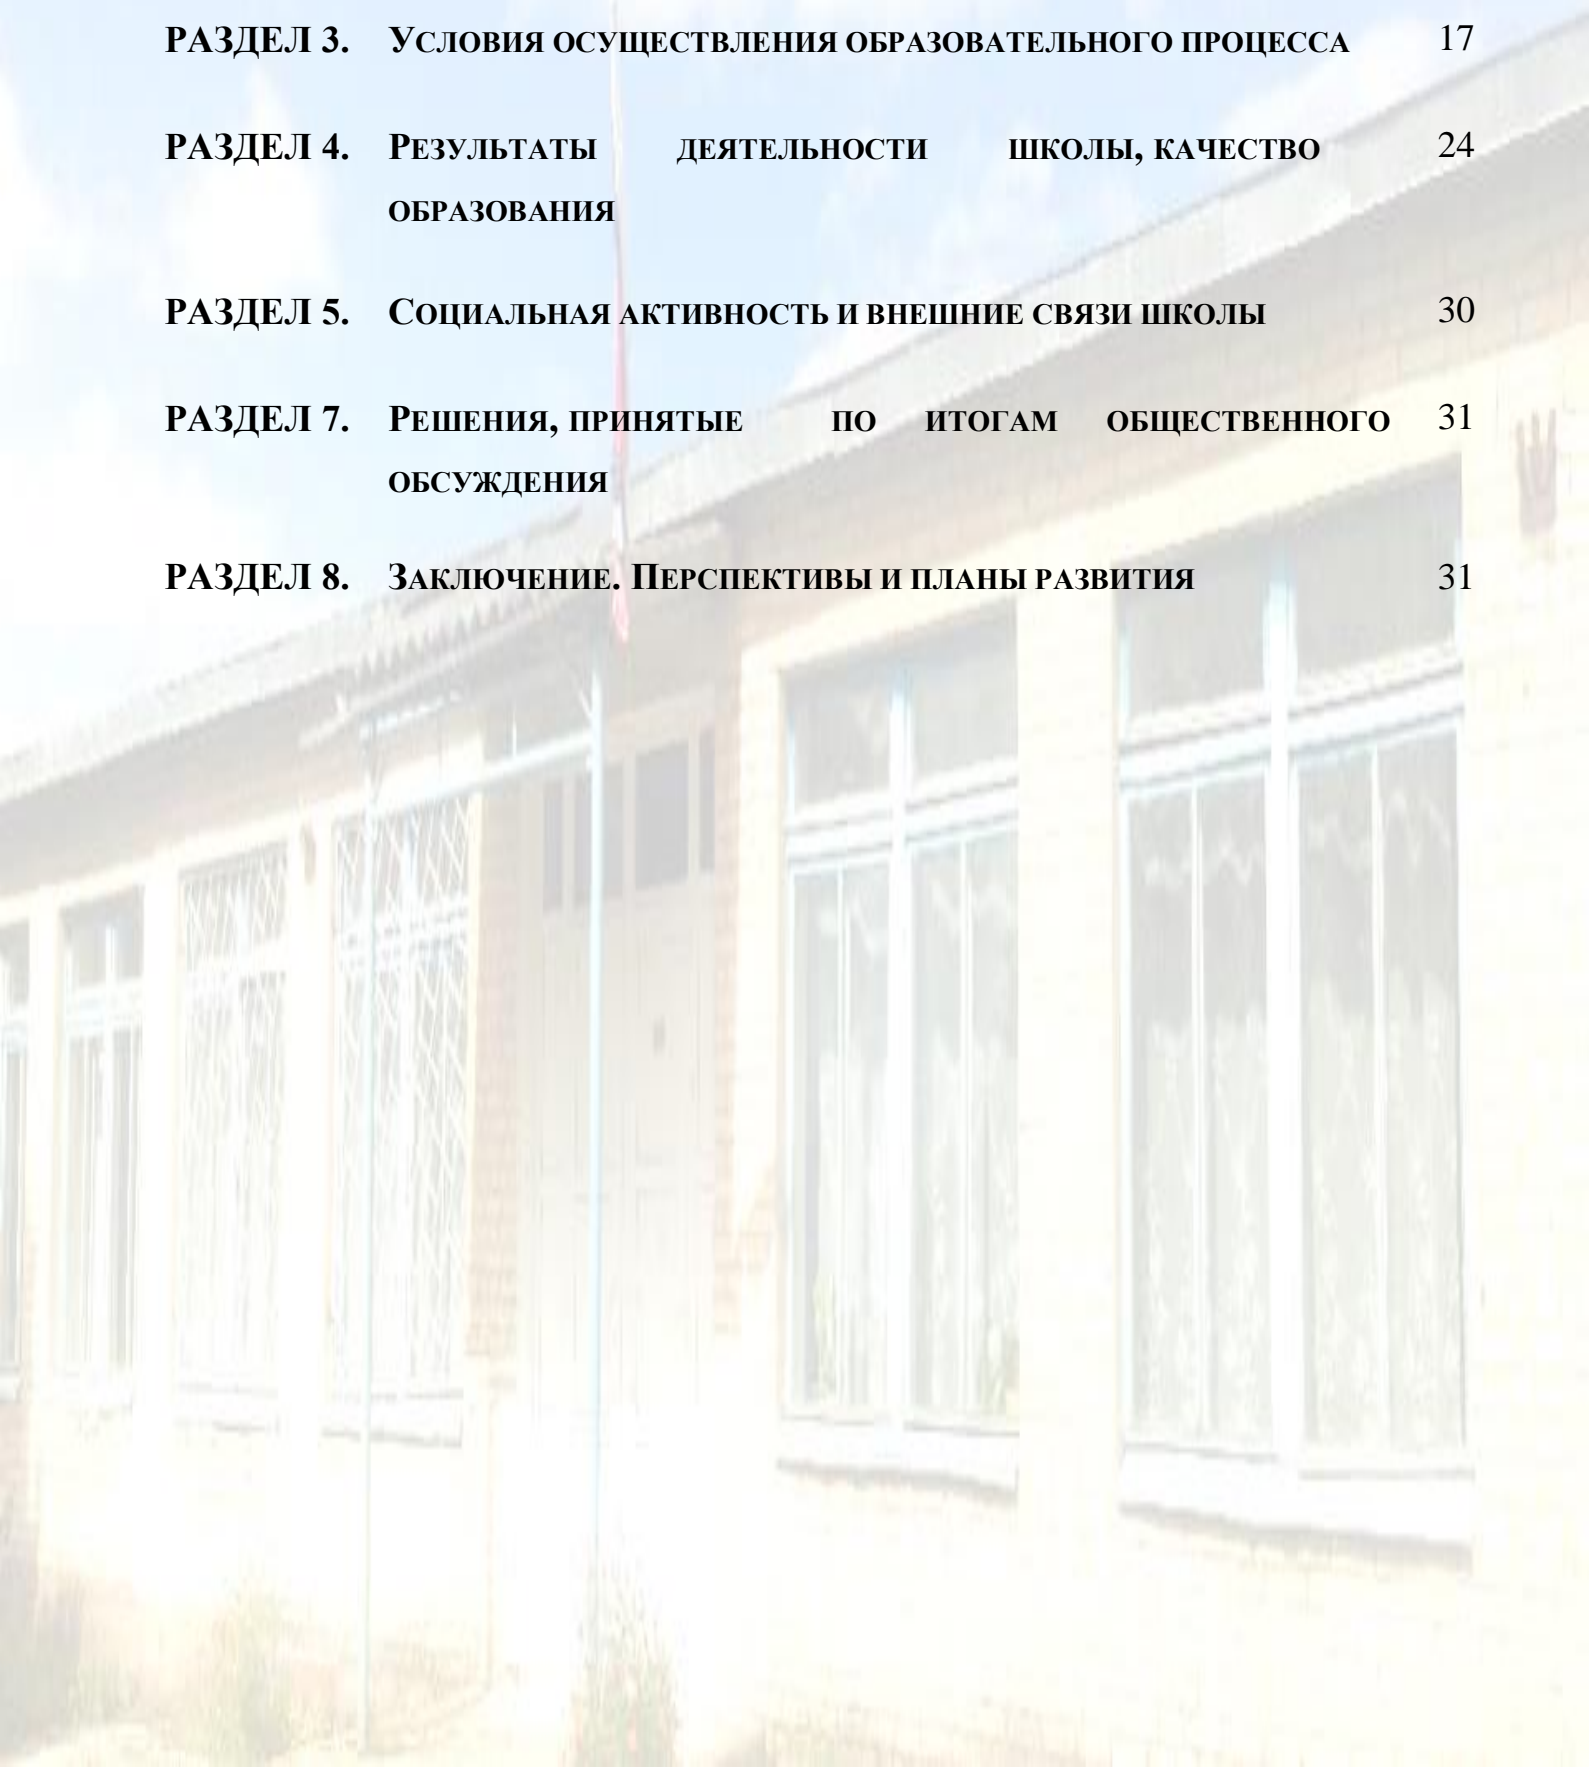 РАЗДЕЛ 3. УСЛОВИЯ ОСУЩЕСТВЛЕНИЯ ОБРАЗОВАТЕЛЬНОГО ПРОЦЕССА 17
РАЗДЕЛ 4. РЕЗУЛЬТАТЫ ДЕЯТЕЛЬНОСТИ ШКОЛЫ, КАЧЕСТВО 24
ОБРАЗОВАНИЯ
РАЗДЕЛ 5. СОЦИАЛЬНАЯ АКТИВНОСТЬ И ВНЕШНИЕ СВЯЗИ ШКОЛЫ 30
РАЗДЕЛ 7. РЕШЕНИЯ, ПРИНЯТЫЕ ПО ИТОГАМ ОБЩЕСТВЕННОГО 31
ОБСУЖДЕНИЯ
РАЗДЕЛ 8. ЗАКЛЮЧЕНИЕ. ПЕРСПЕКТИВЫ И ПЛАНЫ РАЗВИТИЯ 31